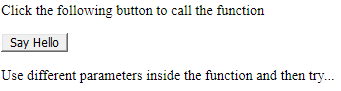 Click the following button to call the function
Say Hello
Use different parameters inside the function and then try...